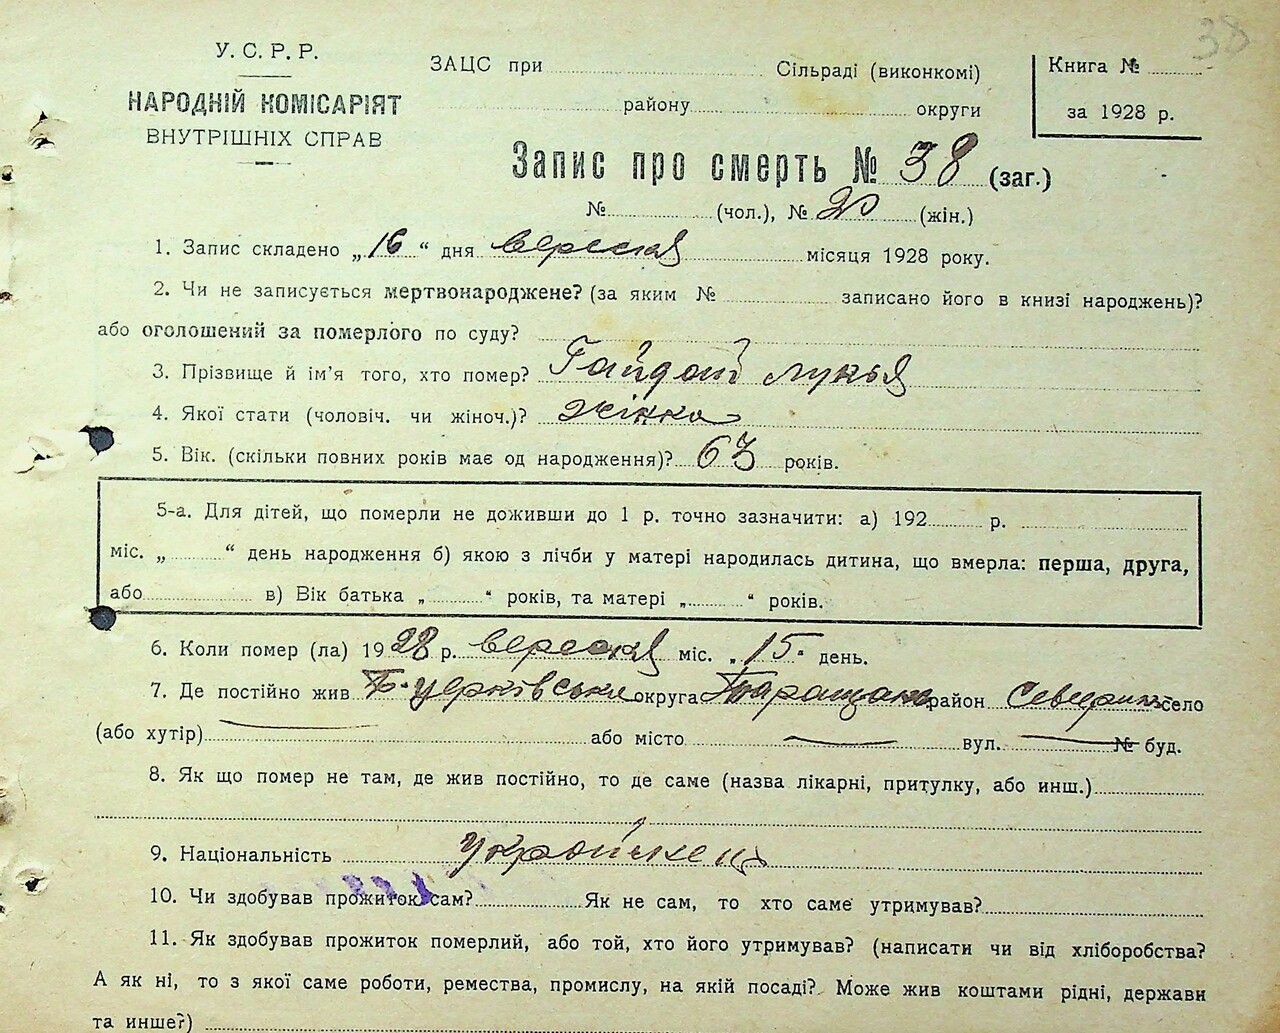 38
У. С. Р. Р.
НАРОДНІЙ КОМІСАРІЯТ
ВНУТРІШНІХ СПРАВ
ЗАЦС при Сільраді (виконкомі)
району округи
Книга №
за 1928 р.
Запис про смерть № 38 (заг.)
№ (чол.), № 20 (жін.)
1. Запис складено „16“ дня вересня місяця 1928 року.
2. Чи не записується мертвонароджене? (за яким № записано його в книзі народжень)?
або оголошений за померлого по суду?
3. Прізвище й ім'я того, хто помер? Гайдай Лукія
4. Якої стати (чоловіч. чи жіноч.)? жінка
5. Вік. (скільки повних років має од народження)? 63 років.
5-а. Для дітей, що померли не доживши до 1 р. точно зазначити: а) 192 р.
міс. „ “ день народження б) якою з лічби у матері народилась дитина, що вмерла: перша, друга,
або в) Вік батька „ “ років, та матері „ “ років.
6. Коли помер (ла) 1928 р. вересня міс. „15“ день.
7. Де постійно жив Б-Церківська округа Таращань район село
(або хутір) або місто вул. № буд.
8. Як що помер не там, де жив постійно, то де саме (назва лікарні, притулку, або инш.)
9. Національність українец
10. Чи здобував прожиток сам? Як не сам, то хто саме утримував?
11. Як здобував прожиток померлий, або той, хто його утримував? (написати чи від хліборобства?
А як ні, то з якої саме роботи, ремества, промислу, на якій посаді? Може жив коштами рідні, держави
та инше?)